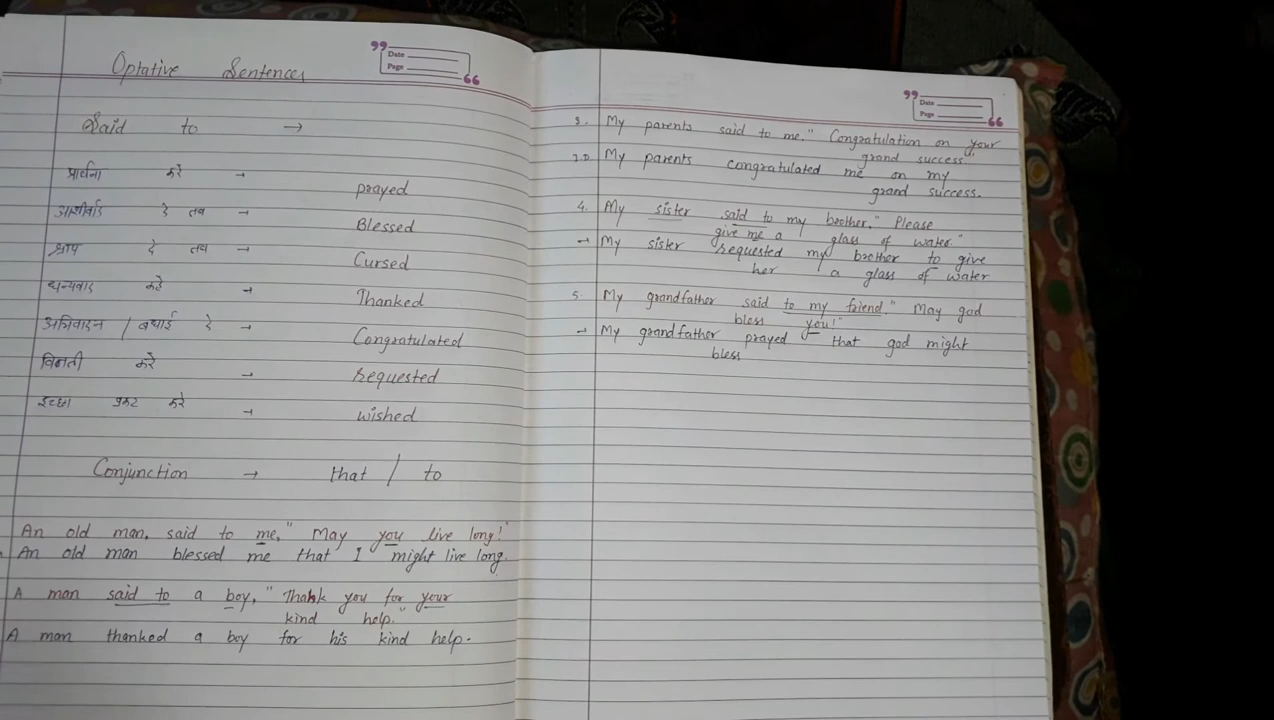 Optative Sentences
Date
Page
Said to →
प्रार्थना करे → prayed
आशीर्वाद दे तब → Blessed
श्राप दे तब → Cursed
धन्यवाद करे → Thanked
अभिवादन / बधाई दे → Congratulated
विनती करे → requested
इच्छा प्रकट करे → wished
Conjunction → that / to
An old man, said to me," May you live long!"
An old man blessed me that I might live long.
A man said to a boy, " Thank you for your
kind help."
A man thanked a boy for his kind help.
Date
Page
3. My parents said to me." Congratulation on your
grand success"
My parents congratulated me on my
grand success.
4. My sister said to my brother," Please
give me a glass of water."
→ My sister requested my brother to give
her a glass of water
5. My grandfather said to my friend." May god
bless you!"
→ My grandfather prayed that god might
bless